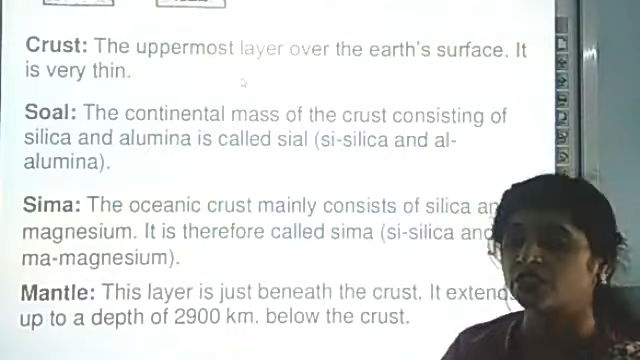 Crust: The uppermost layer over the earth's surface. It
is very thin.
Soal: The continental mass of the crust consisting of
silica and alumina is called sial (si-silica and al-
alumina).
Sima: The oceanic crust mainly consists of silica an
magnesium. It is therefore called sima (si-silica and
ma-magnesium).
Mantle: This layer is just beneath the crust. It extend
up to a depth of 2900 km. below the crust.